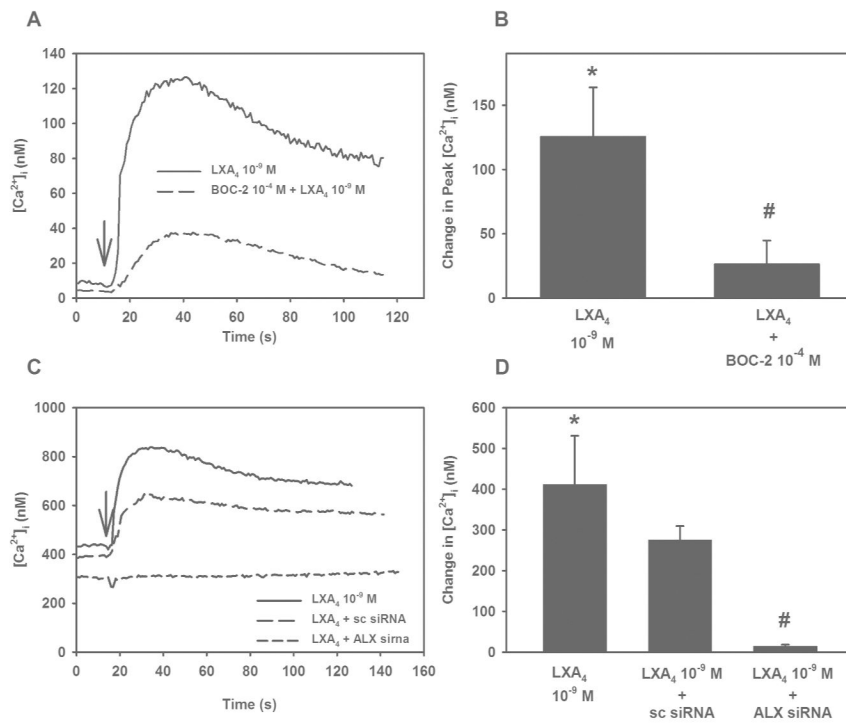 A
140
120
100
80
60
40
20
0
[Ca²⁺]ᵢ (nM)
LXA₄ 10⁻⁹ M
BOC-2 10⁻⁴ M + LXA₄ 10⁻⁹ M
0 20 40 60 80 100 120
Time (s)
B
150
100
50
0
Change in Peak [Ca²⁺]ᵢ (nM)
*
#
LXA₄
10⁻⁹ M
LXA₄
+
BOC-2 10⁻⁴ M
C
1000
800
600
400
200
0
[Ca²⁺]ᵢ (nM)
LXA₄ 10⁻⁹ M
LXA₄ + sc siRNA
LXA₄ + ALX sirna
0 20 40 60 80 100 120 140 160
Time (s)
D
600
500
400
300
200
100
0
Change in [Ca²⁺]ᵢ (nM)
*
#
LXA₄
10⁻⁹ M
LXA₄ 10⁻⁹ M
+
sc siRNA
LXA₄ 10⁻⁹ M
+
ALX siRNA